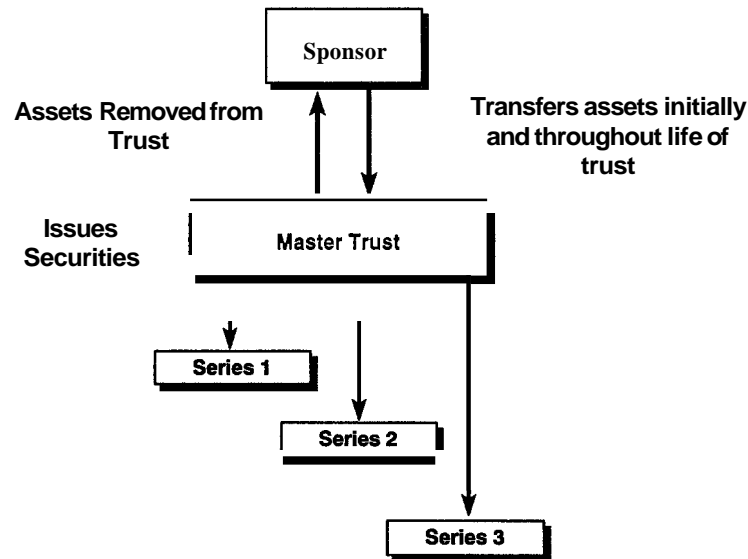 Sponsor
Assets Removed from
Trust
Transfers assets initially
and throughout life of
trust
Issues
Securities
Master Trust
Series 1
Series 2
Series 3